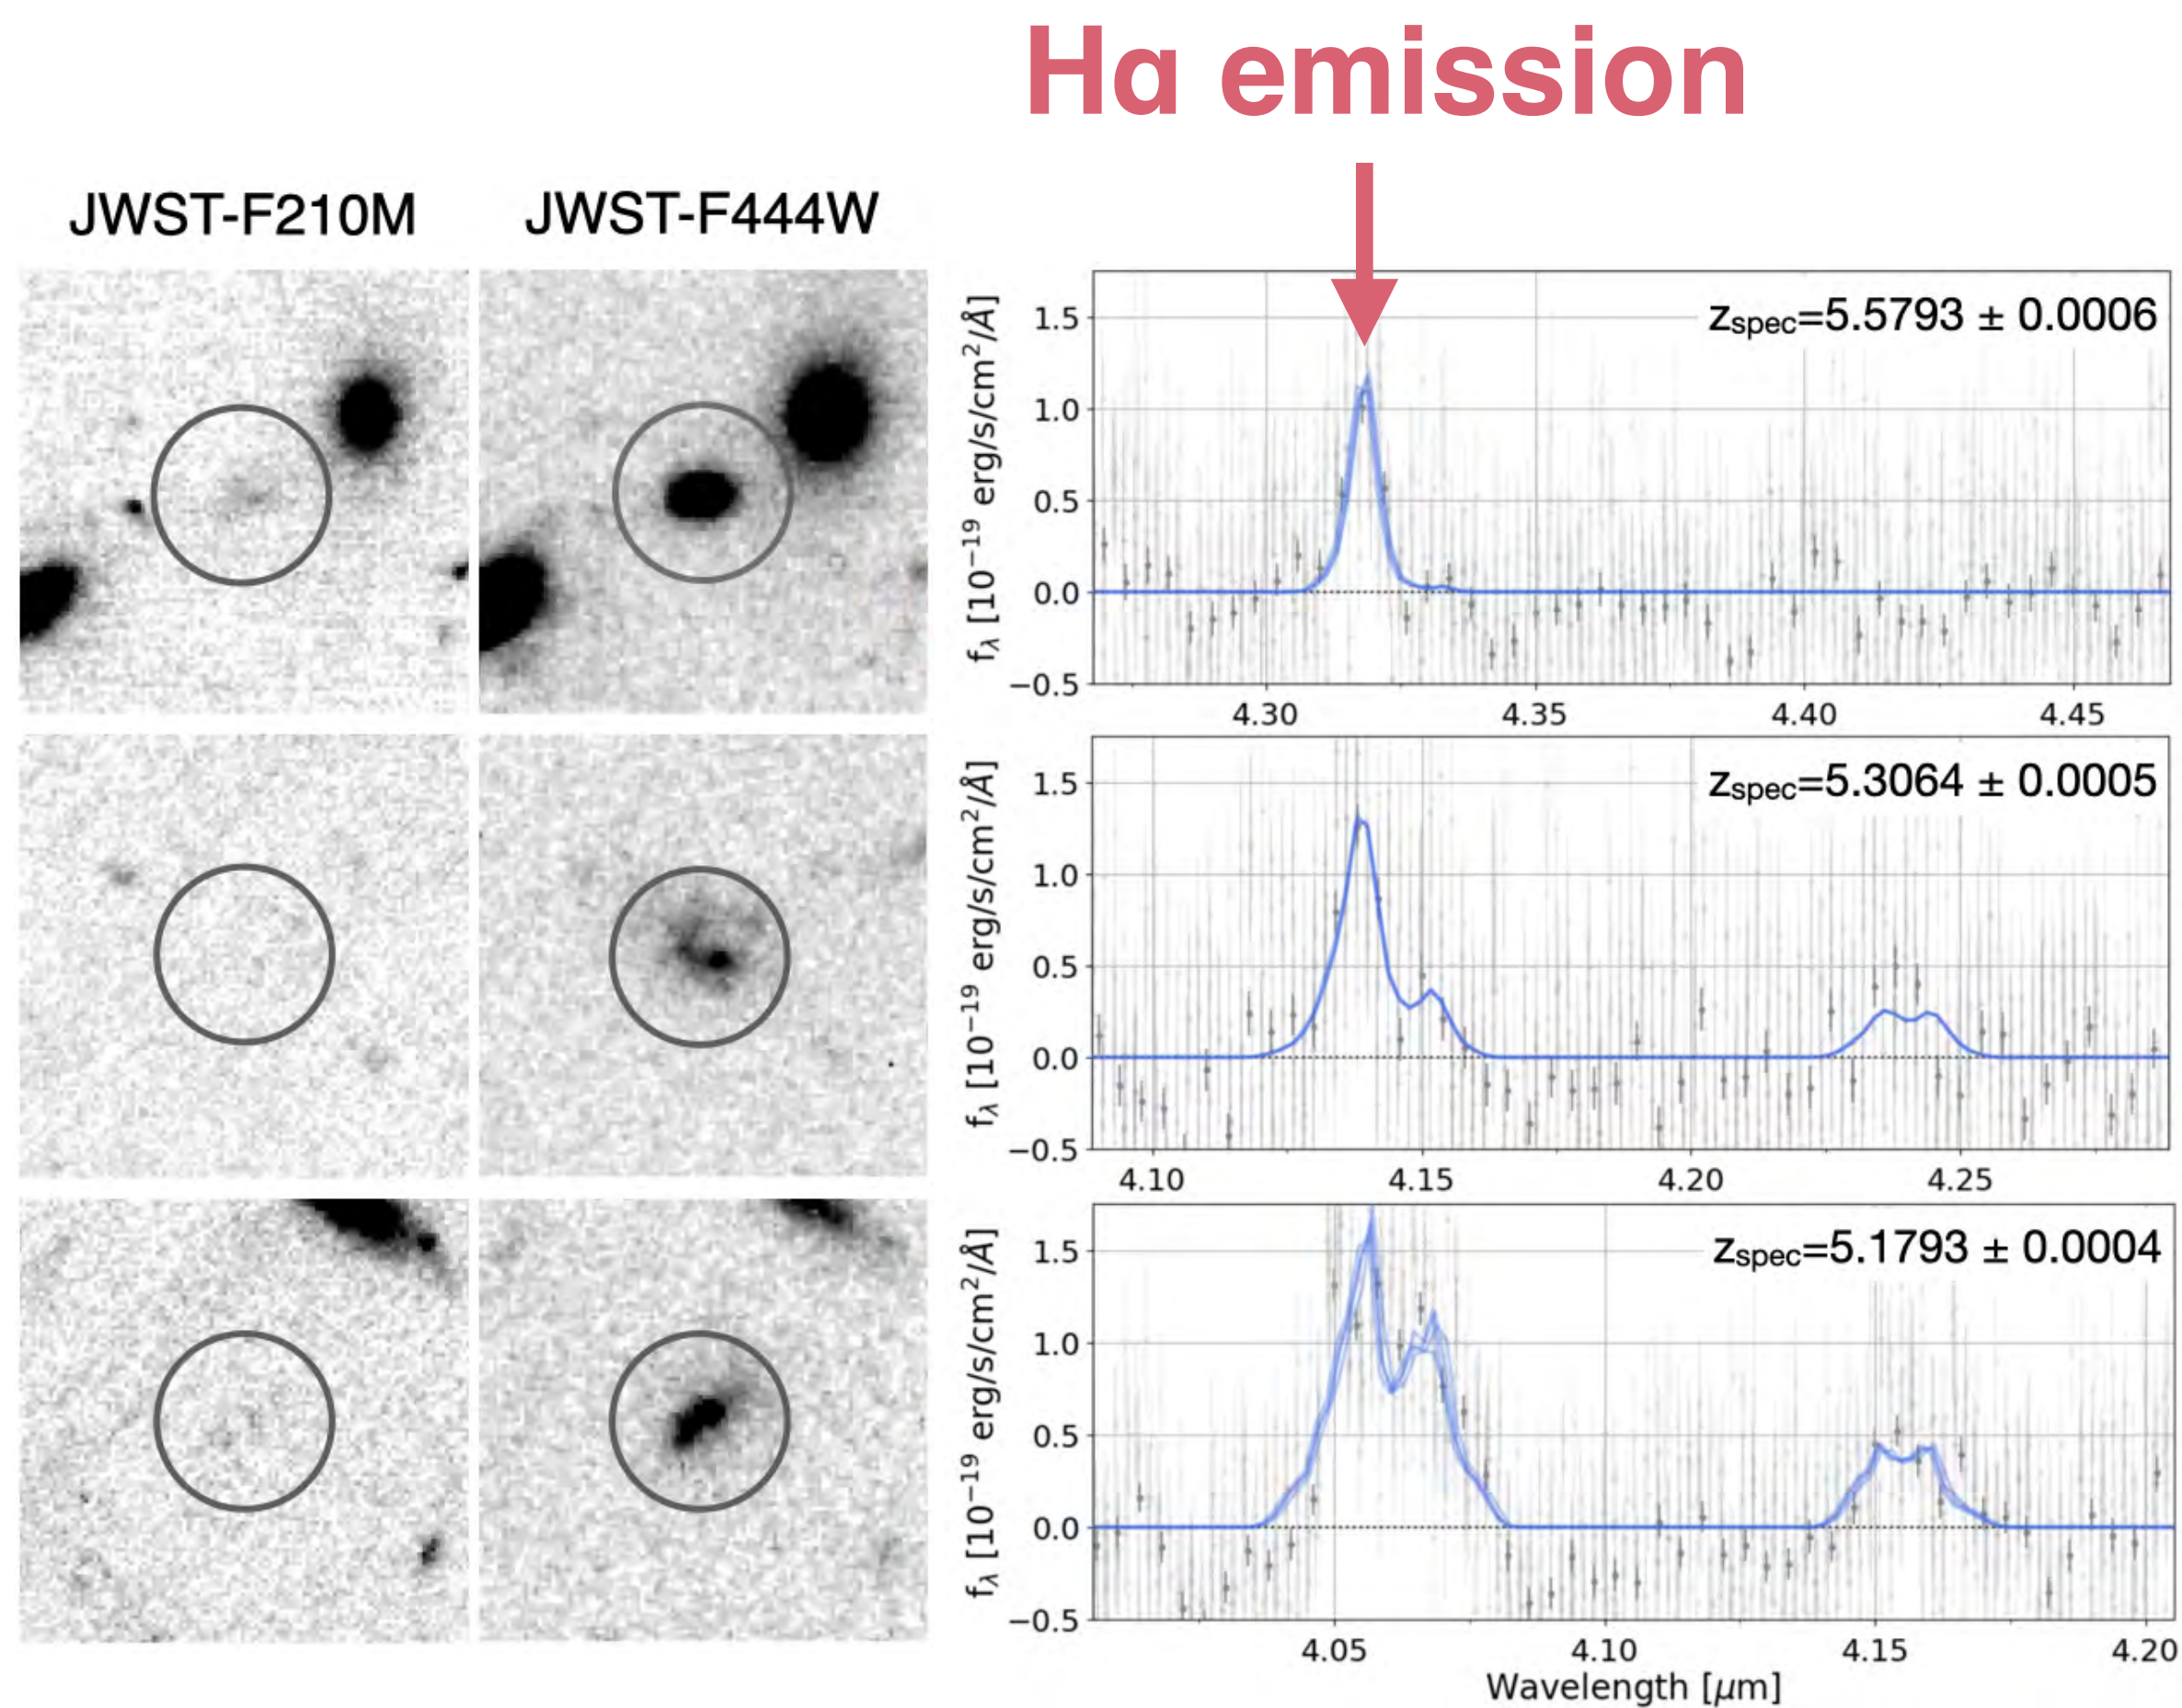 Hα emission
JWST-F210M JWST-F444W
fλ [10⁻¹⁹ erg/s/cm²/Å]
1.5
1.0
0.5
0.0
−0.5
zspec=5.5793 ± 0.0006
4.30 4.35 4.40 4.45
fλ [10⁻¹⁹ erg/s/cm²/Å]
1.5
1.0
0.5
0.0
−0.5
zspec=5.3064 ± 0.0005
4.10 4.15 4.20 4.25
fλ [10⁻¹⁹ erg/s/cm²/Å]
1.5
1.0
0.5
0.0
−0.5
zspec=5.1793 ± 0.0004
4.05 4.10 4.15 4.20
Wavelength [μm]